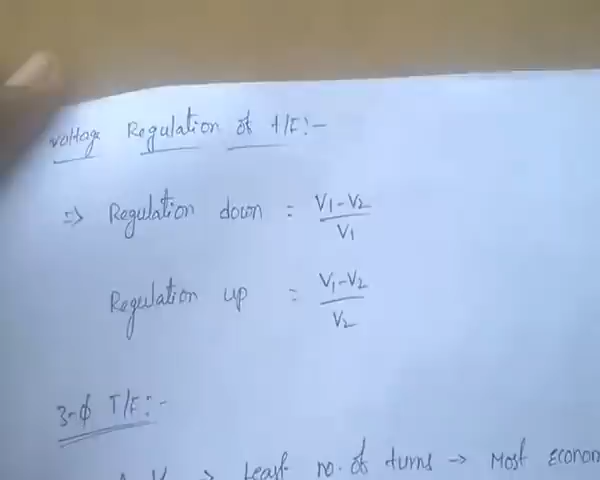 Voltage Regulation of T/F:-
=> Regulation down = V1-V2/V1
Regulation up = V1-V2/V2
3-ϕ T/F:-
→ Least no. of turns → Most econom